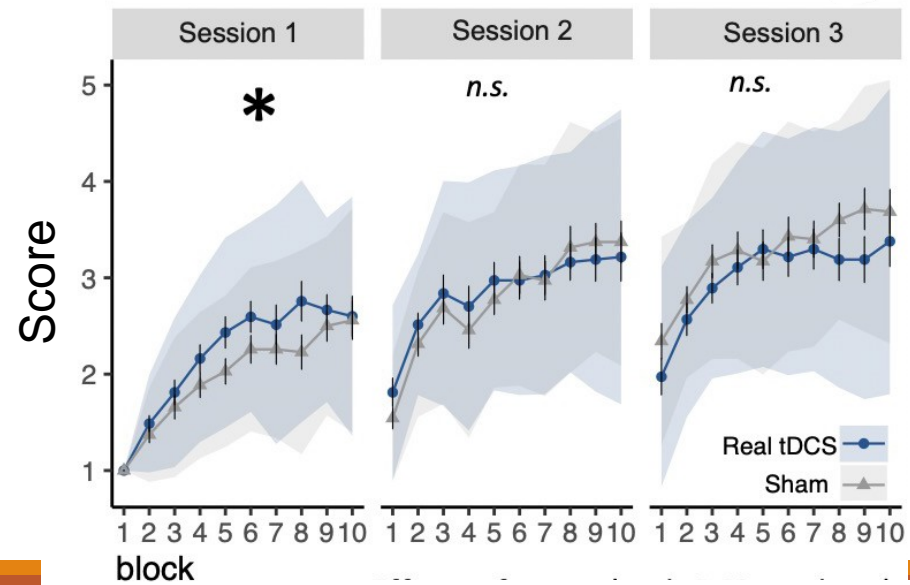 Session 1
Session 2
Session 3
*
n.s.
n.s.
Score
5
4
3
2
1
Real tDCS
Sham
1 2 3 4 5 6 7 8 9 10
1 2 3 4 5 6 7 8 9 10
1 2 3 4 5 6 7 8 9 10
block